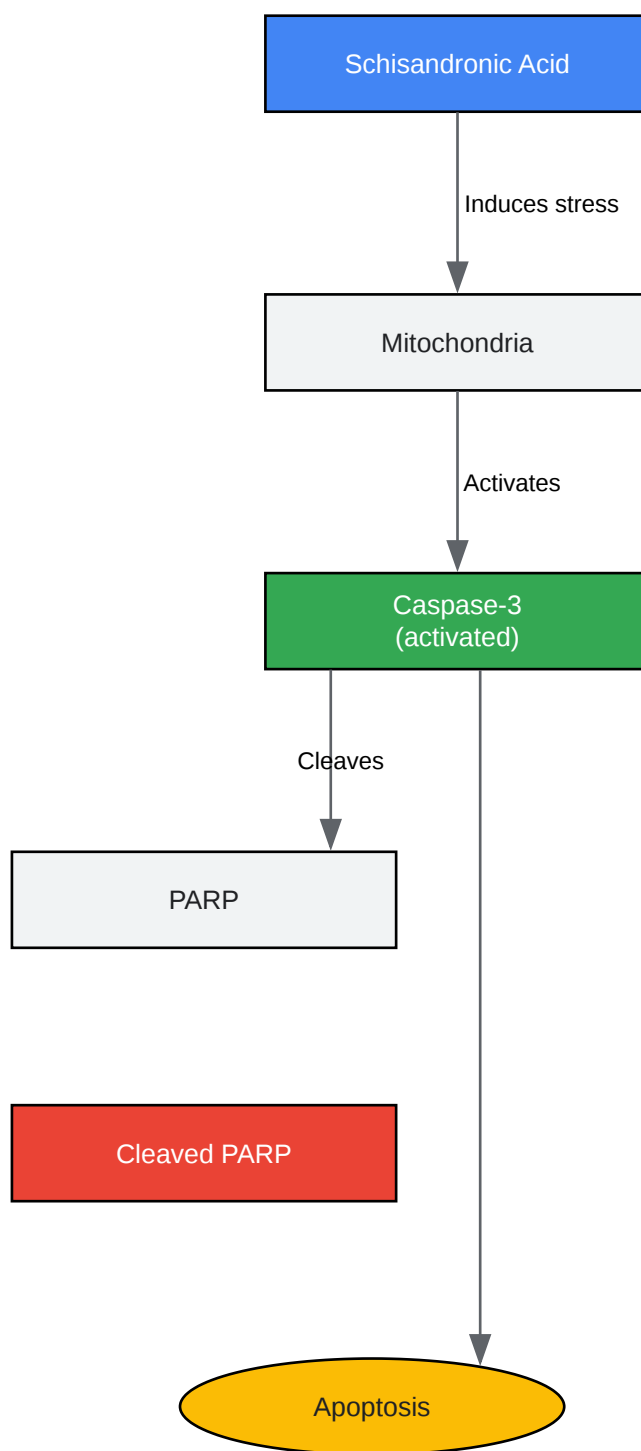 Schisandronic Acid
Induces stress
Mitochondria
Activates
Caspase-3
(activated)
Cleaves
PARP
Cleaved PARP
Apoptosis